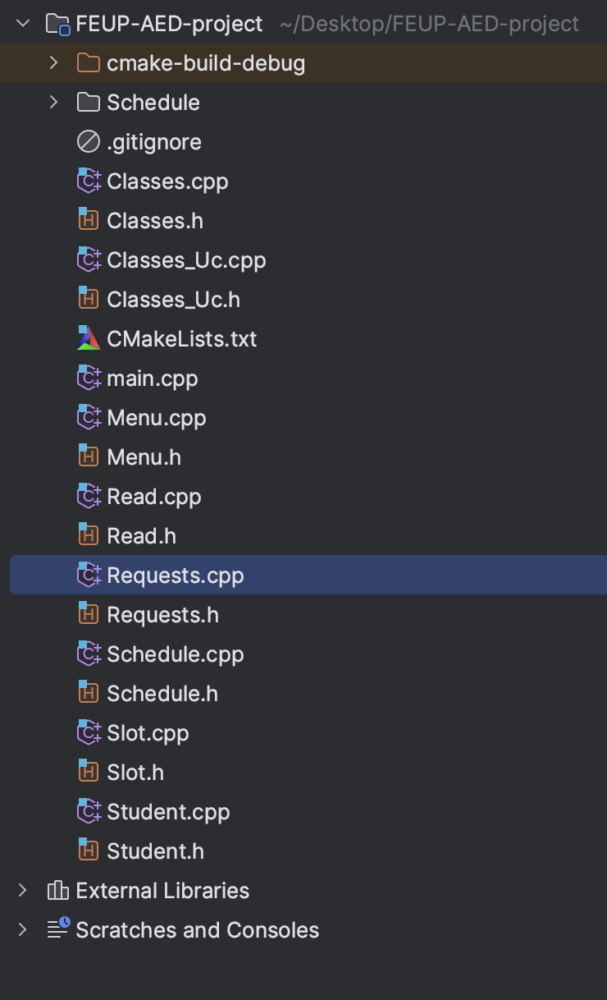 FEUP-AED-project ~/Desktop/FEUP-AED-project
cmake-build-debug
Schedule
.gitignore
Classes.cpp
Classes.h
Classes_Uc.cpp
Classes_Uc.h
CMakeLists.txt
main.cpp
Menu.cpp
Menu.h
Read.cpp
Read.h
Requests.cpp
Requests.h
Schedule.cpp
Schedule.h
Slot.cpp
Slot.h
Student.cpp
Student.h
External Libraries
Scratches and Consoles